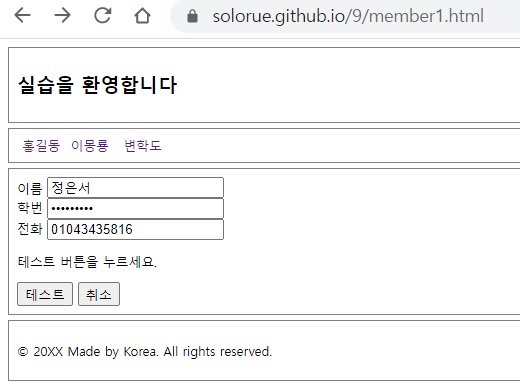 solorue.github.io/9/member1.html
실습을 환영합니다
홍길동 이몽룡 변학도
이름 정은서
학번 •••••••••
전화 01043435816
테스트 버튼을 누르세요.
테스트 취소
© 20XX Made by Korea. All rights reserved.